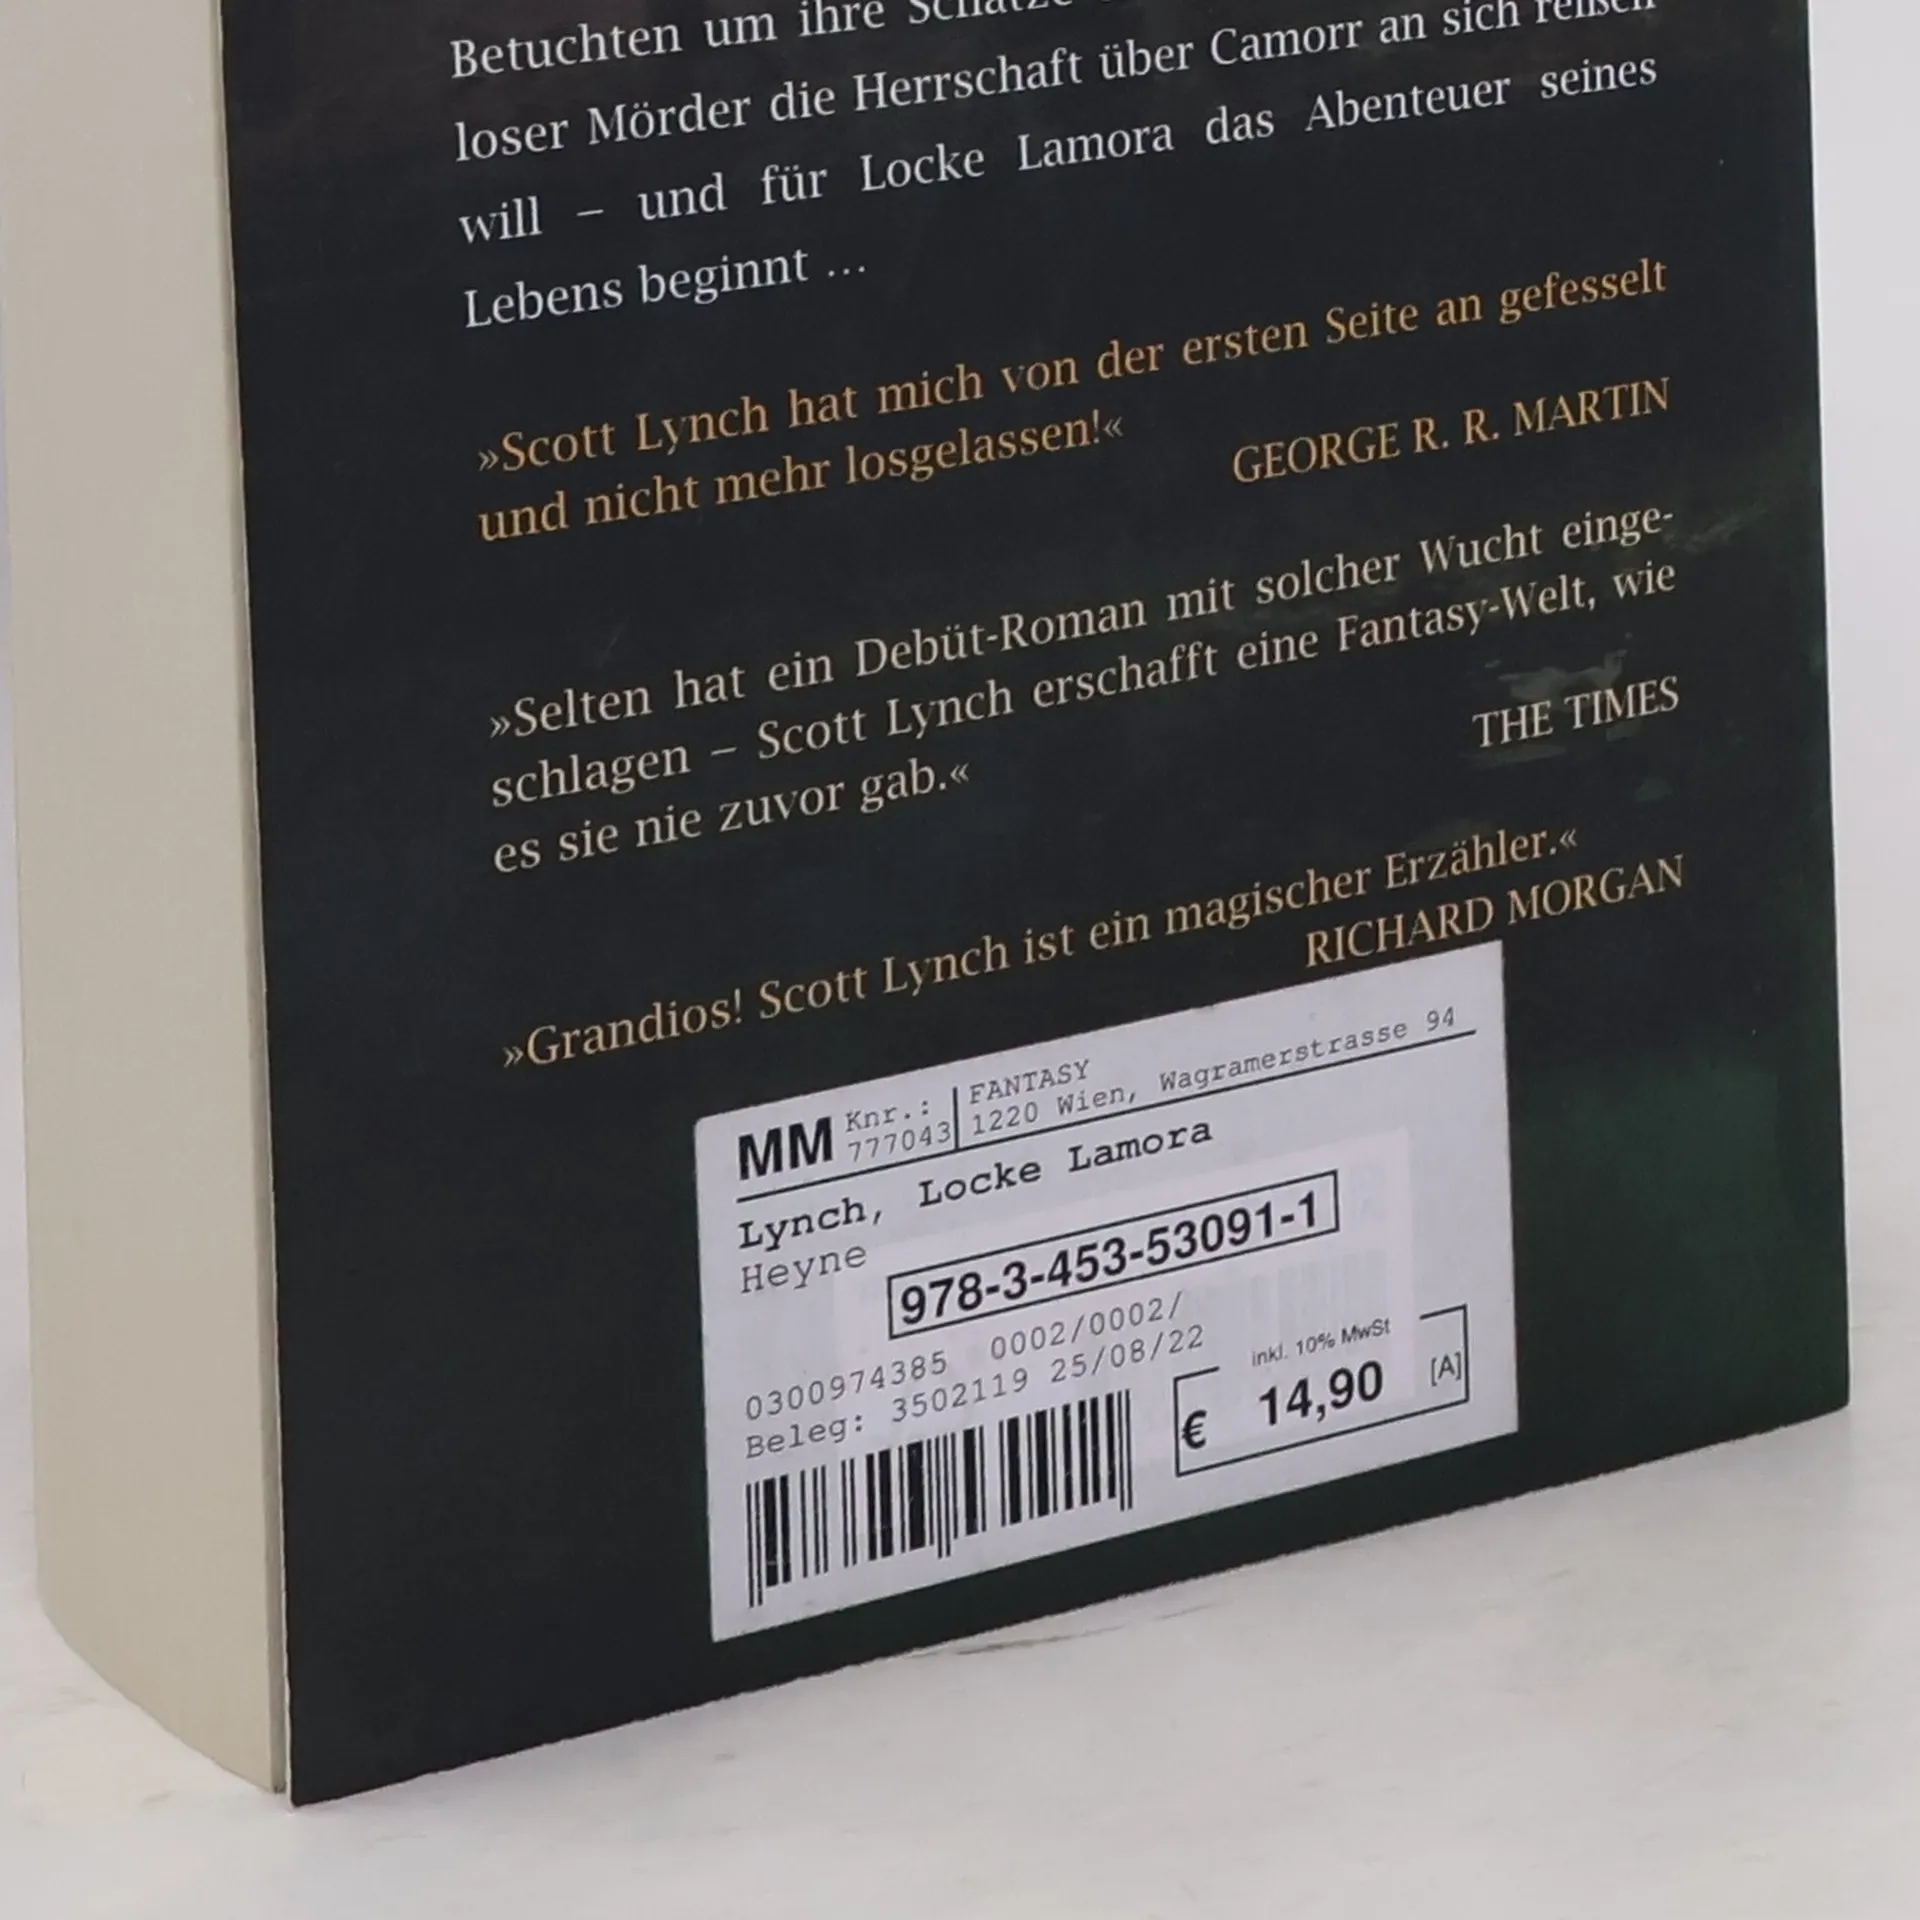 Betuchten um ihre Schätze
loser Mörder die Herrschaft über Camorr an sich reißen
will – und für Locke Lamora das Abenteuer seines
Lebens beginnt ...
»Scott Lynch hat mich von der ersten Seite an gefesselt
und nicht mehr losgelassen!«
GEORGE R. R. MARTIN
»Selten hat ein Debüt-Roman mit solcher Wucht einge-
schlagen – Scott Lynch erschafft eine Fantasy-Welt, wie
es sie nie zuvor gab.«
THE TIMES
»Grandios! Scott Lynch ist ein magischer Erzähler.«
RICHARD MORGAN
MM Knr.: FANTASY
777043 1220 Wien, Wagramerstrasse 94
Lynch, Locke Lamora
Heyne
978-3-453-53091-1
0300974385 0002/0002/
Beleg: 3502119 25/08/22
inkl. 10% MwSt
€ 14,90 [A]